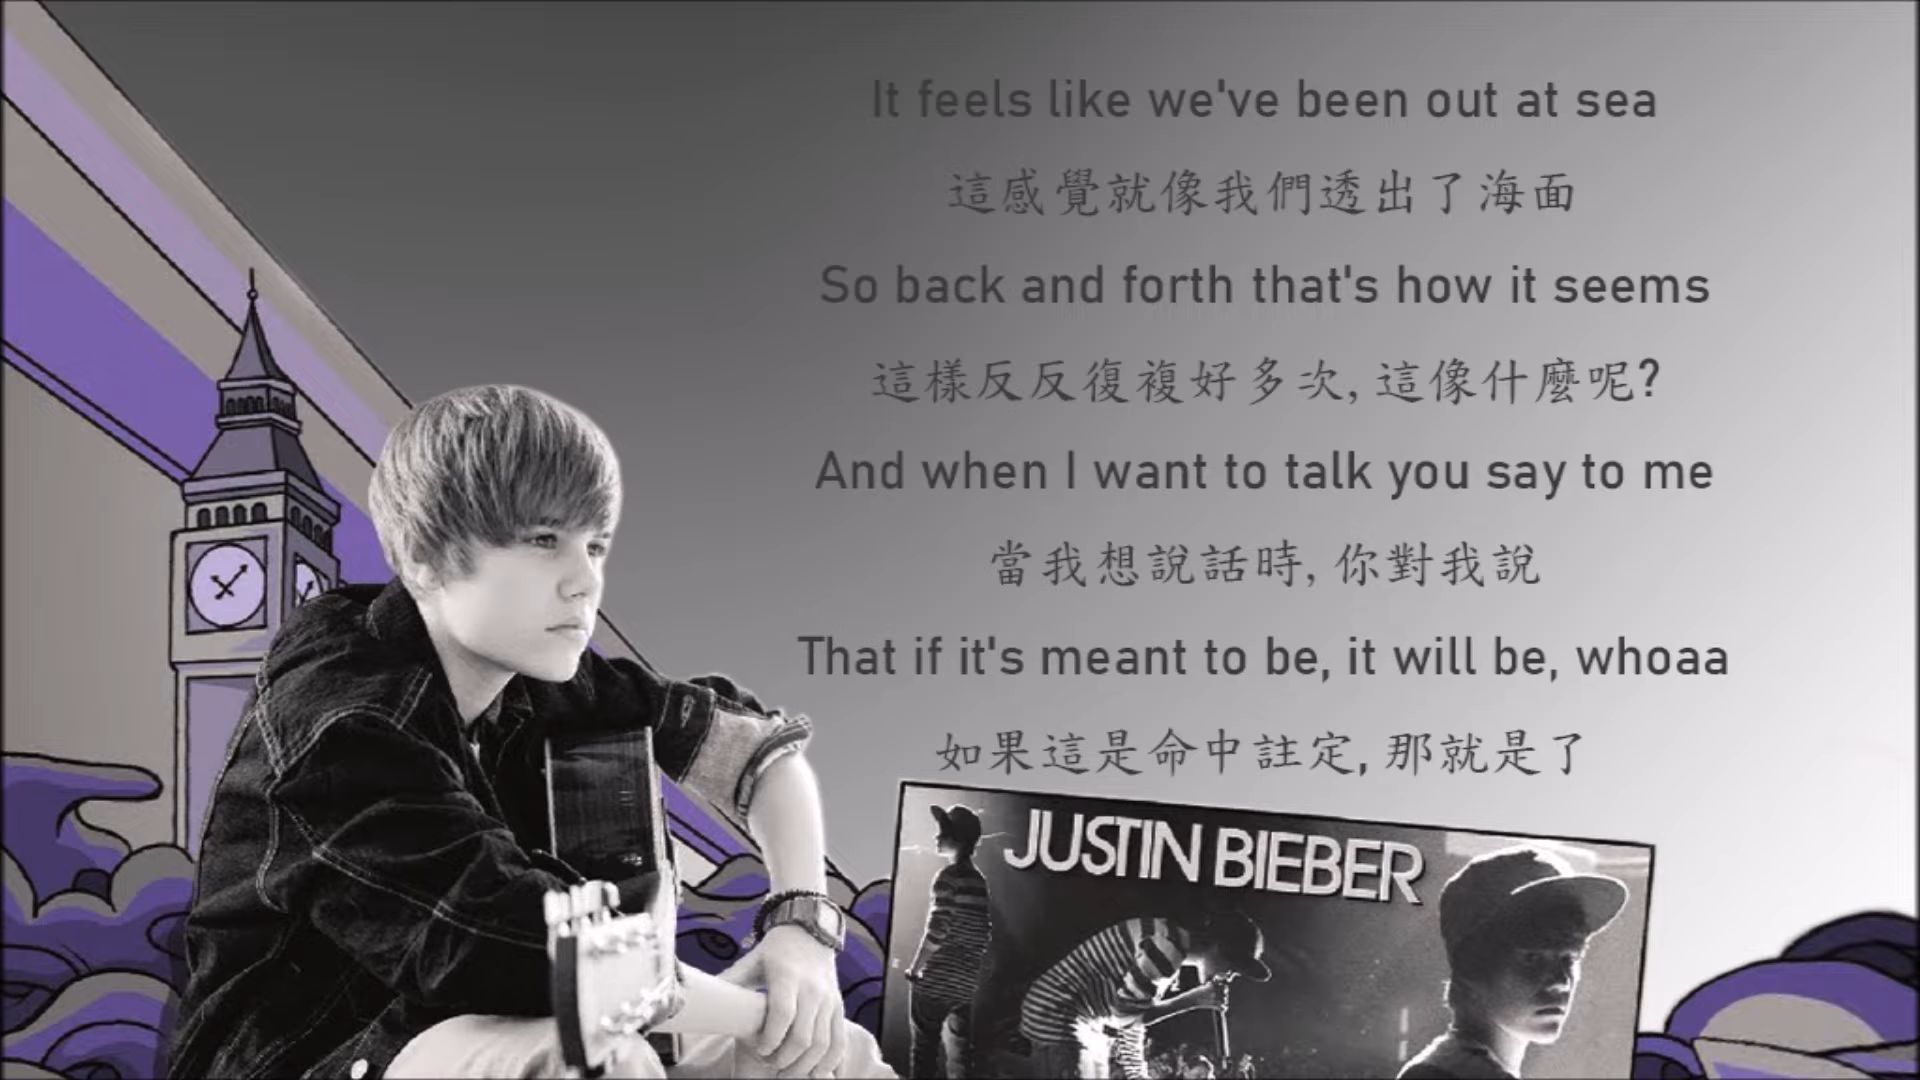 It feels like we've been out at sea
這感覺就像我們透出了海面
So back and forth that's how it seems
這樣反反復複好多次, 這像什麼呢?
And when I want to talk you say to me
當我想說話時, 你對我說
That if it's meant to be, it will be, whoaa
如果這是命中註定, 那就是了
JUSTIN BIEBER